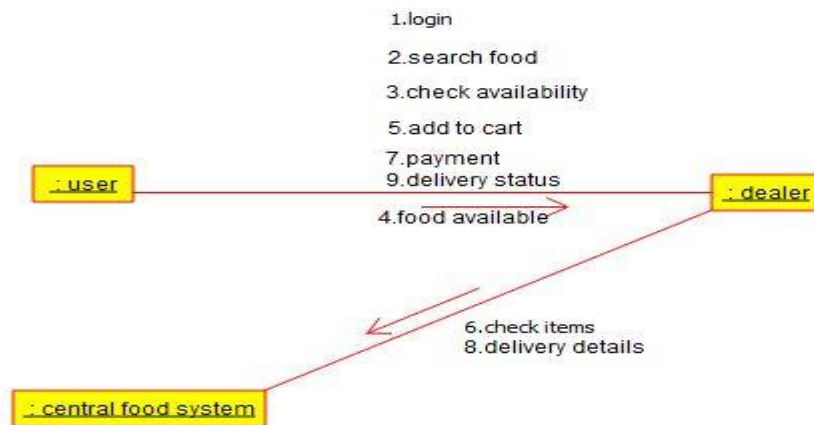 1.login
2.search food
3.check availability
5.add to cart
7.payment
: user
9.delivery status
: dealer
4.food available
6.check items
8.delivery details
: central food system